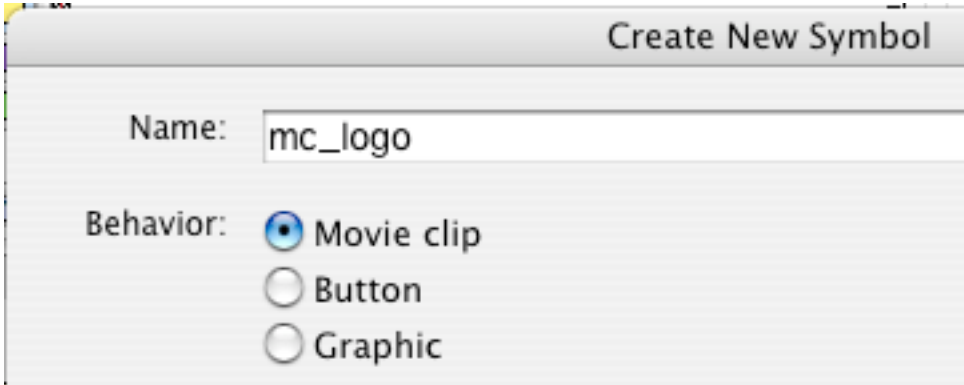 Create New Symbol
Name: mc_logo
Behavior: Movie clip
Button
Graphic